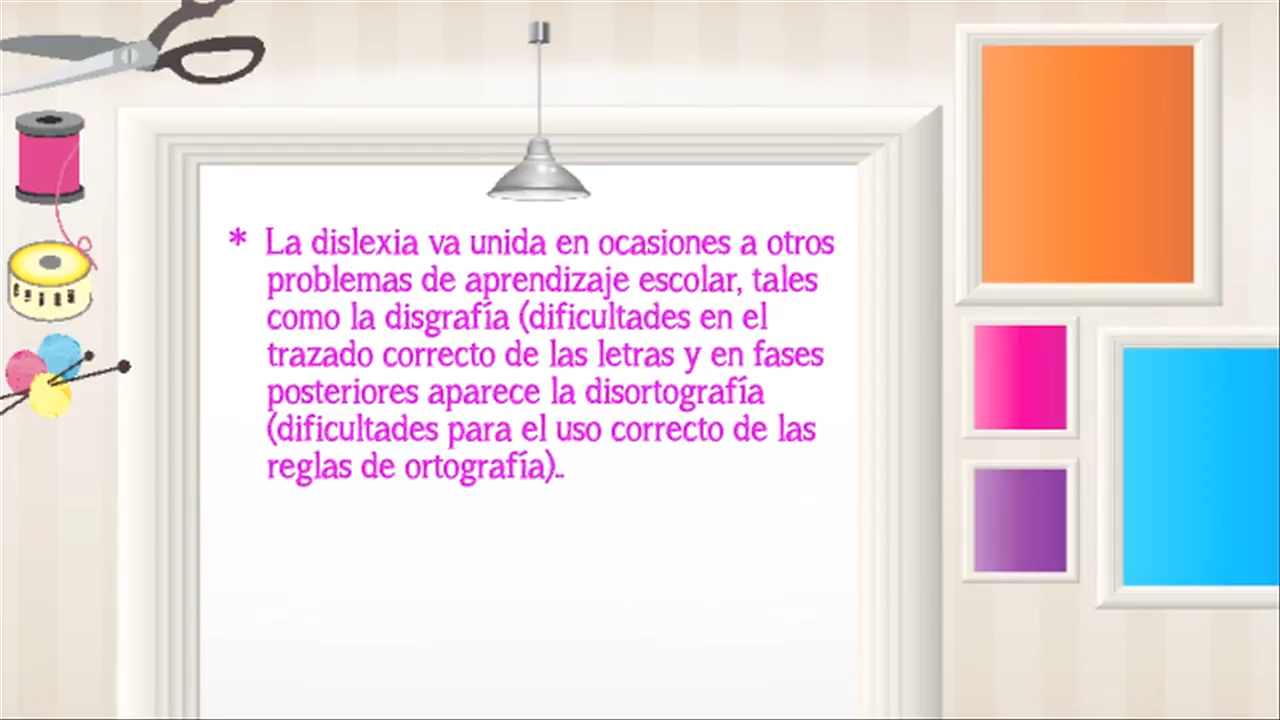 * La dislexia va unida en ocasiones a otros
problemas de aprendizaje escolar, tales
como la disgrafía (dificultades en el
trazado correcto de las letras y en fases
posteriores aparece la disortografía
(dificultades para el uso correcto de las
reglas de ortografía)..